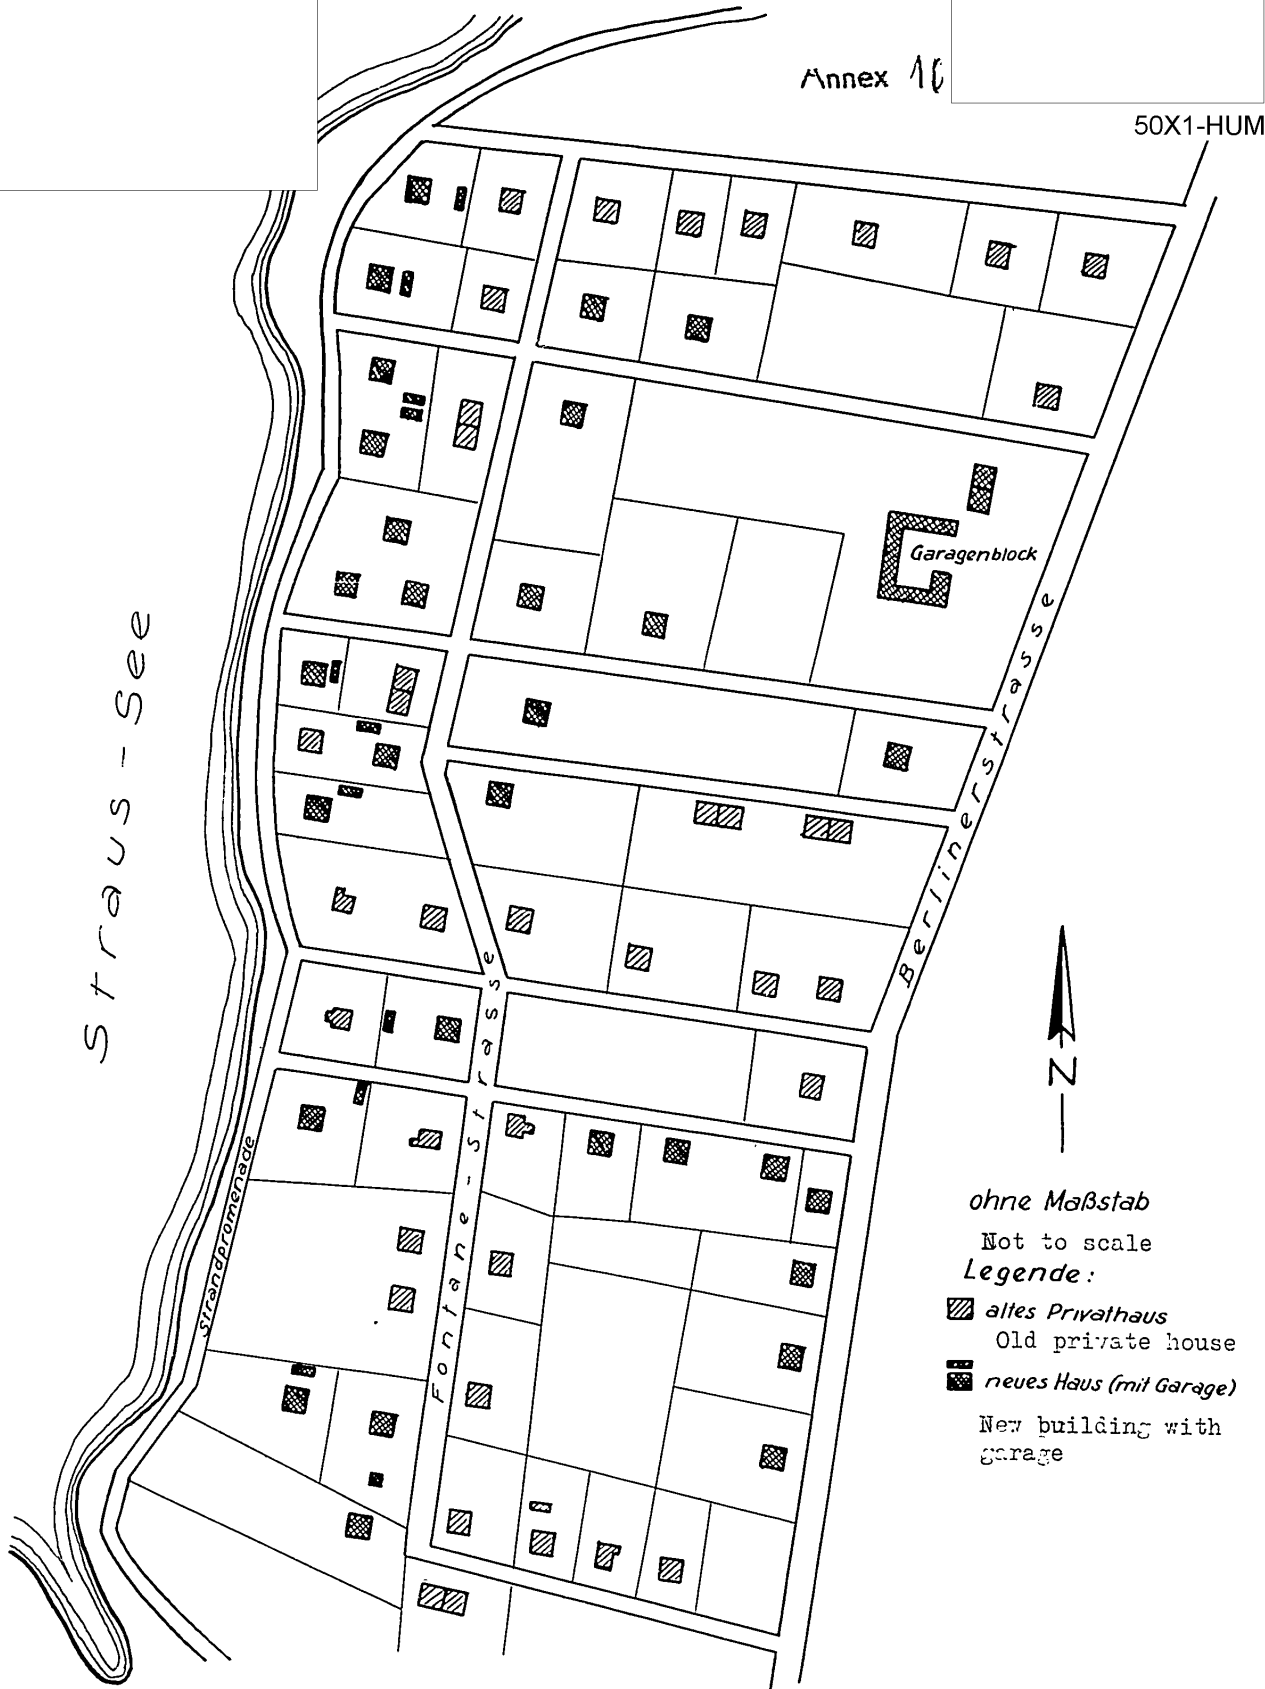 Annex 10
50X1-HUM
Garagenblock
Straus-See
Berlinerstrasse
Fontane-Strasse
Strandpromenade
N
ohne Maßstab
Not to scale
Legende:
altes Privathaus
Old private house
neues Haus (mit Garage)
New building with
garage